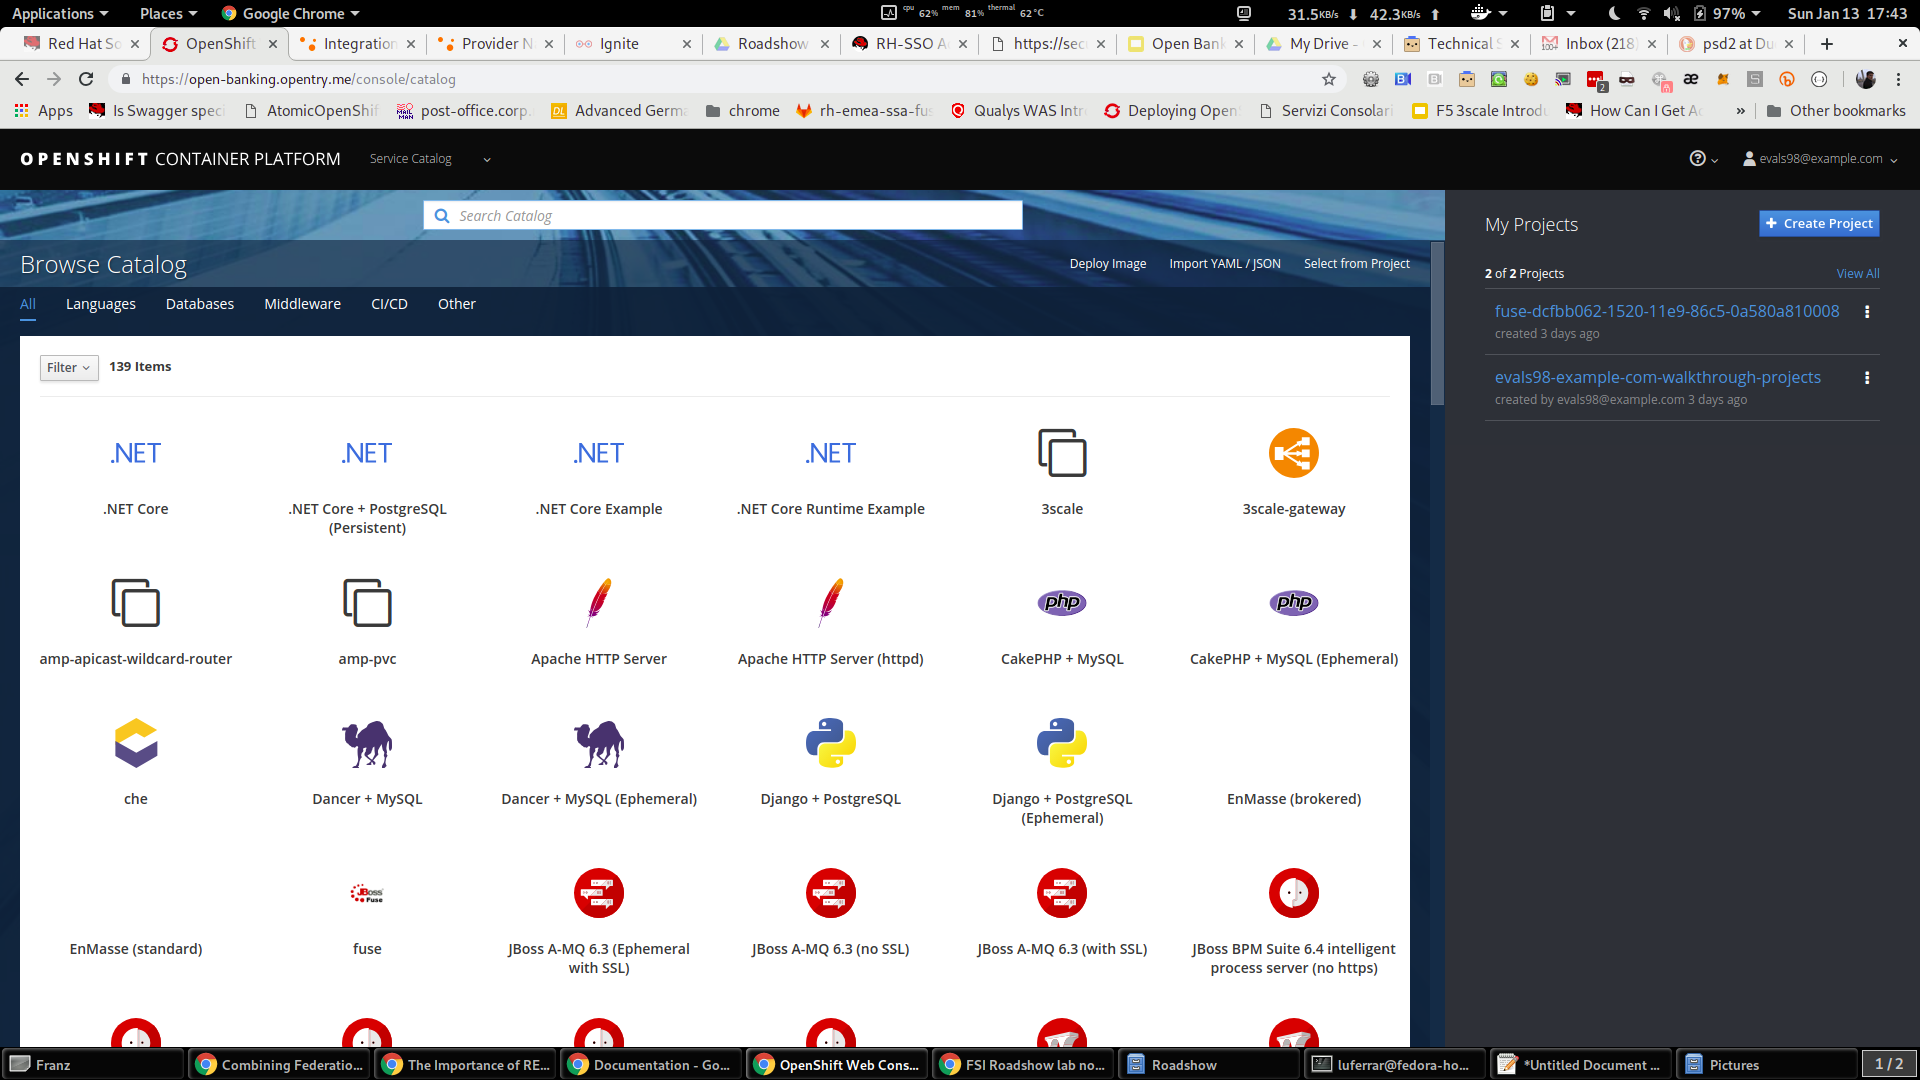 Applications Places Google Chrome cpu 62% mem 81% thermal 62°C 31.5KB/s 42.3KB/s 97% Sun Jan 13 17:43
Red Hat So OpenShift Integration Provider N Ignite Roadshow RH-SSO A https://sec Open Bank My Drive - Technical S Inbox (218) psd2 at Du
https://open-banking.opentry.me/console/catalog
Apps Is Swagger spec AtomicOpenShif post-office.corp. Advanced Germa chrome rh-emea-ssa-fus Qualys WAS Intr Deploying Open Servizi Consolari F5 3scale Introdu How Can I Get Ac » Other bookmarks
OPENSHIFT CONTAINER PLATFORM Service Catalog evals98@example.com
Search Catalog
Browse Catalog Deploy Image Import YAML / JSON Select from Project
All Languages Databases Middleware CI/CD Other
Filter 139 Items
.NET .NET .NET .NET
.NET Core .NET Core + PostgreSQL (Persistent) .NET Core Example .NET Core Runtime Example 3scale 3scale-gateway
php php
amp-apicast-wildcard-router amp-pvc Apache HTTP Server Apache HTTP Server (httpd) CakePHP + MySQL CakePHP + MySQL (Ephemeral)
che Dancer + MySQL Dancer + MySQL (Ephemeral) Django + PostgreSQL Django + PostgreSQL (Ephemeral) EnMasse (brokered)
JBoss Fuse
EnMasse (standard) fuse JBoss A-MQ 6.3 (Ephemeral with SSL) JBoss A-MQ 6.3 (no SSL) JBoss A-MQ 6.3 (with SSL) JBoss BPM Suite 6.4 intelligent process server (no https)
My Projects + Create Project
2 of 2 Projects View All
fuse-dcfbb062-1520-11e9-86c5-0a580a810008
created 3 days ago
evals98-example-com-walkthrough-projects
created by evals98@example.com 3 days ago
Franz Combining Federatio... The Importance of RE... Documentation - Go... OpenShift Web Cons... FSI Roadshow lab no... Roadshow luferrar@fedora-ho... *Untitled Document ... Pictures 1 / 2